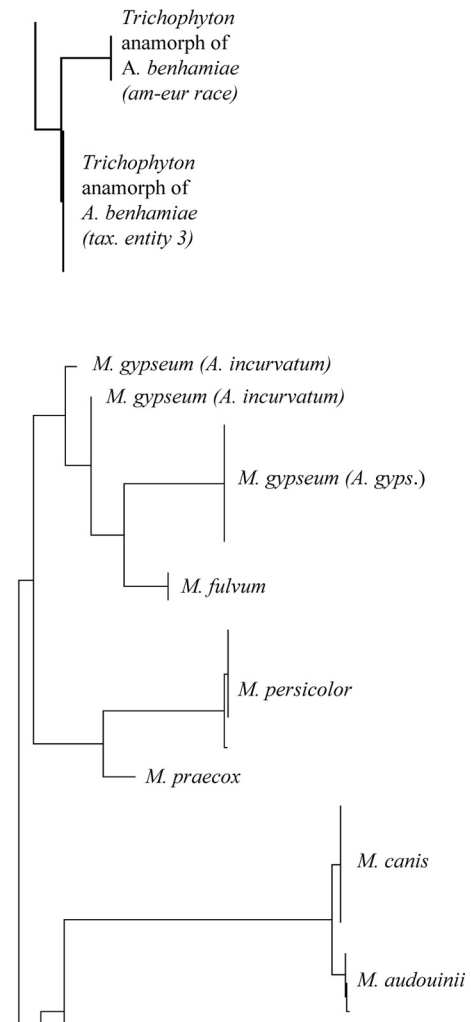 Trichophyton
anamorph of
A. benhamiae
(am-eur race)
Trichophyton
anamorph of
A. benhamiae
(tax. entity 3)
M. gypseum (A. incurvatum)
M. gypseum (A. incurvatum)
M. gypseum (A. gyps.)
M. fulvum
M. persicolor
M. praecox
M. canis
M. audouinii